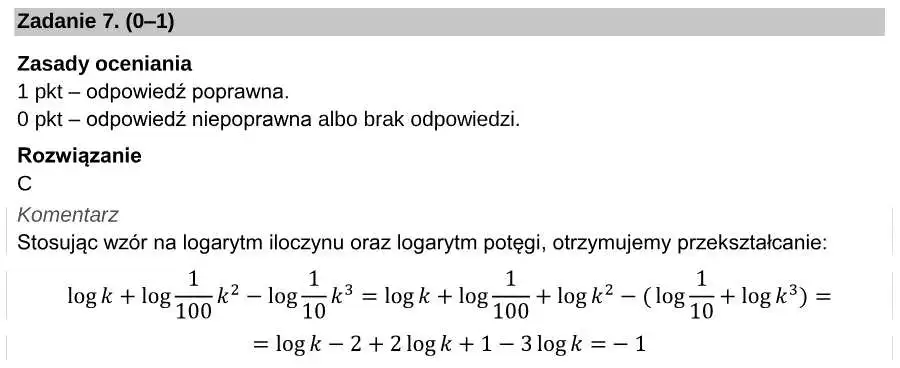 Zadanie 7. (0–1)
Zasady oceniania
1 pkt – odpowiedź poprawna.
0 pkt – odpowiedź niepoprawna albo brak odpowiedzi.
Rozwiązanie
C
Komentarz
Stosując wzór na logarytm iloczynu oraz logarytm potęgi, otrzymujemy przekształcanie:
log k + log 1/100 k² − log 1/10 k³ = log k + log 1/100 + log k² − (log 1/10 + log k³) =
= log k − 2 + 2 log k + 1 − 3 log k = − 1